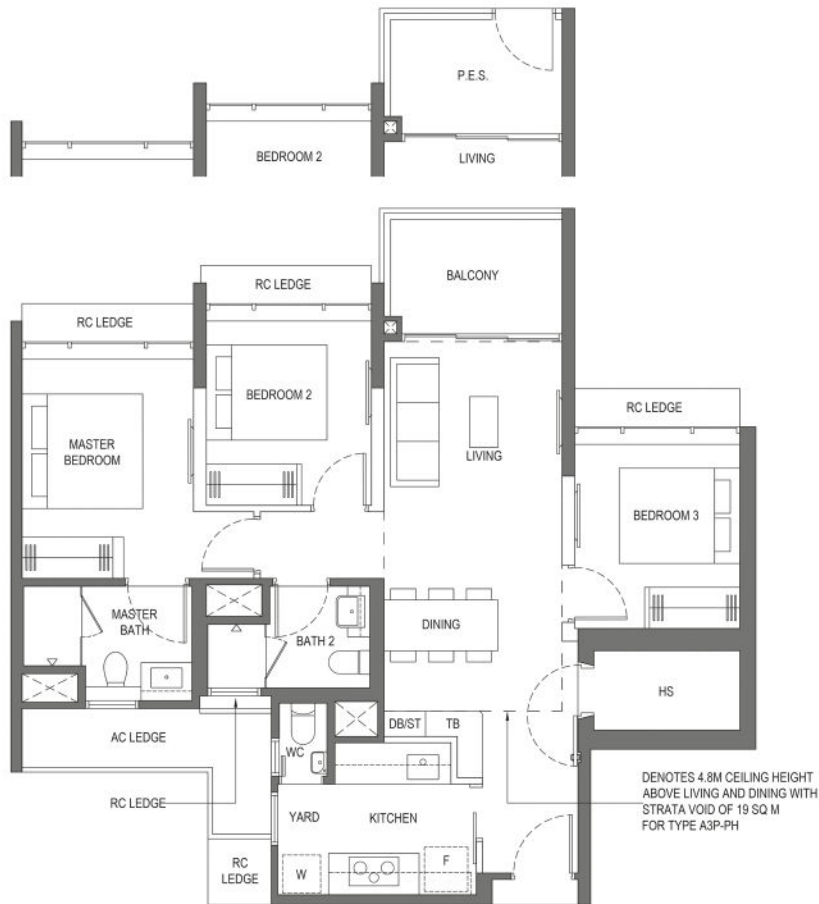 P.E.S.
BEDROOM 2
LIVING
BALCONY
RC LEDGE
RC LEDGE
BEDROOM 2
RC LEDGE
MASTER
BEDROOM
LIVING
BEDROOM 3
MASTER
BATH
BATH 2
DINING
HS
AC LEDGE
DB/ST
TB
WC
RC LEDGE
YARD
KITCHEN
DENOTES 4.8M CEILING HEIGHT
ABOVE LIVING AND DINING WITH
STRATA VOID OF 19 SQ M
FOR TYPE A3P-PH
RC
LEDGE
W
F